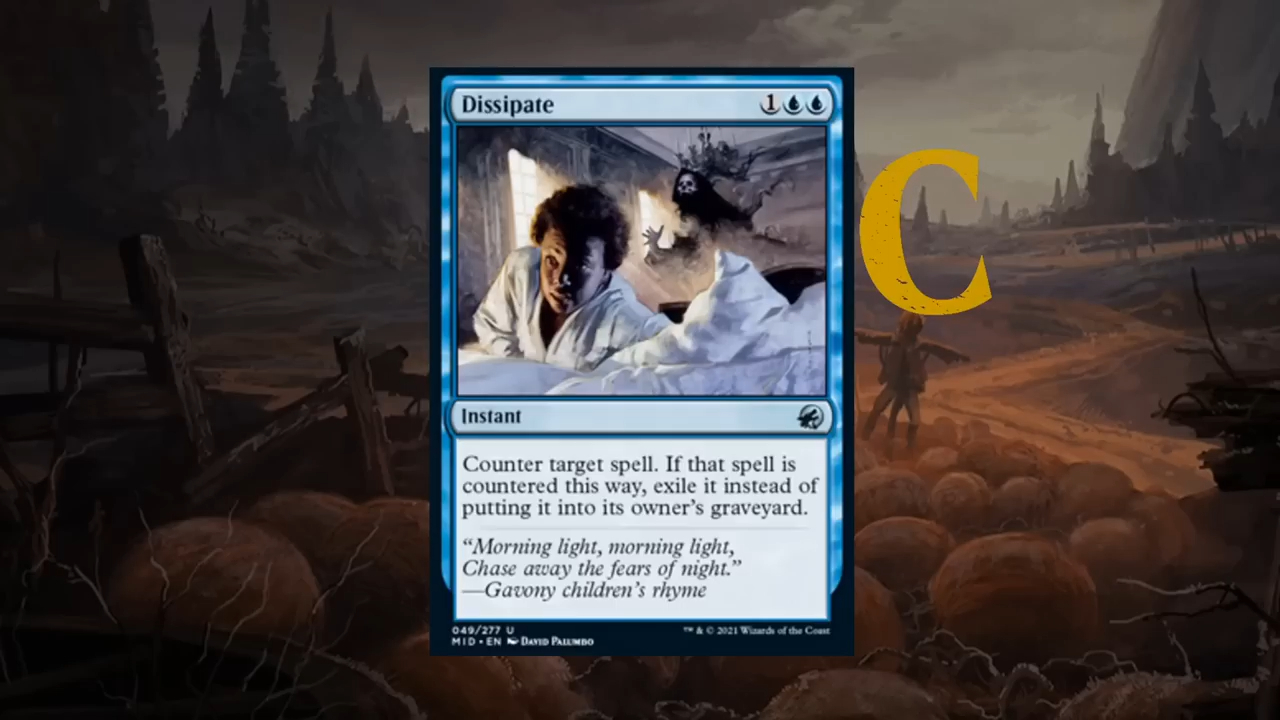 Dissipate 1
C
Instant
Counter target spell. If that spell is
countered this way, exile it instead of
putting it into its owner's graveyard.
“Morning light, morning light,
Chase away the fears of night.”
—Gavony children's rhyme
049/277 U
™ & © 2021 Wizards of the Coast
MID • EN David Palumbo